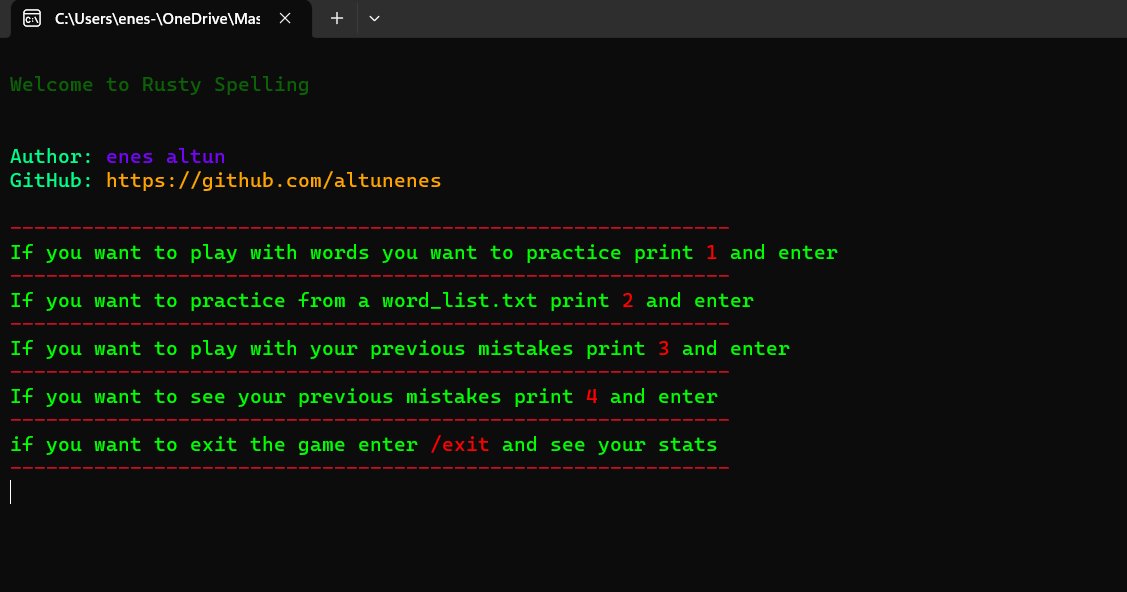 C:\Users\enes-\OneDrive\Mas
Welcome to Rusty Spelling
Author: enes altun
GitHub: https://github.com/altunenes
------------------------------------------------------------
If you want to play with words you want to practice print 1 and enter
------------------------------------------------------------
If you want to practice from a word_list.txt print 2 and enter
------------------------------------------------------------
If you want to play with your previous mistakes print 3 and enter
------------------------------------------------------------
If you want to see your previous mistakes print 4 and enter
------------------------------------------------------------
if you want to exit the game enter /exit and see your stats
------------------------------------------------------------